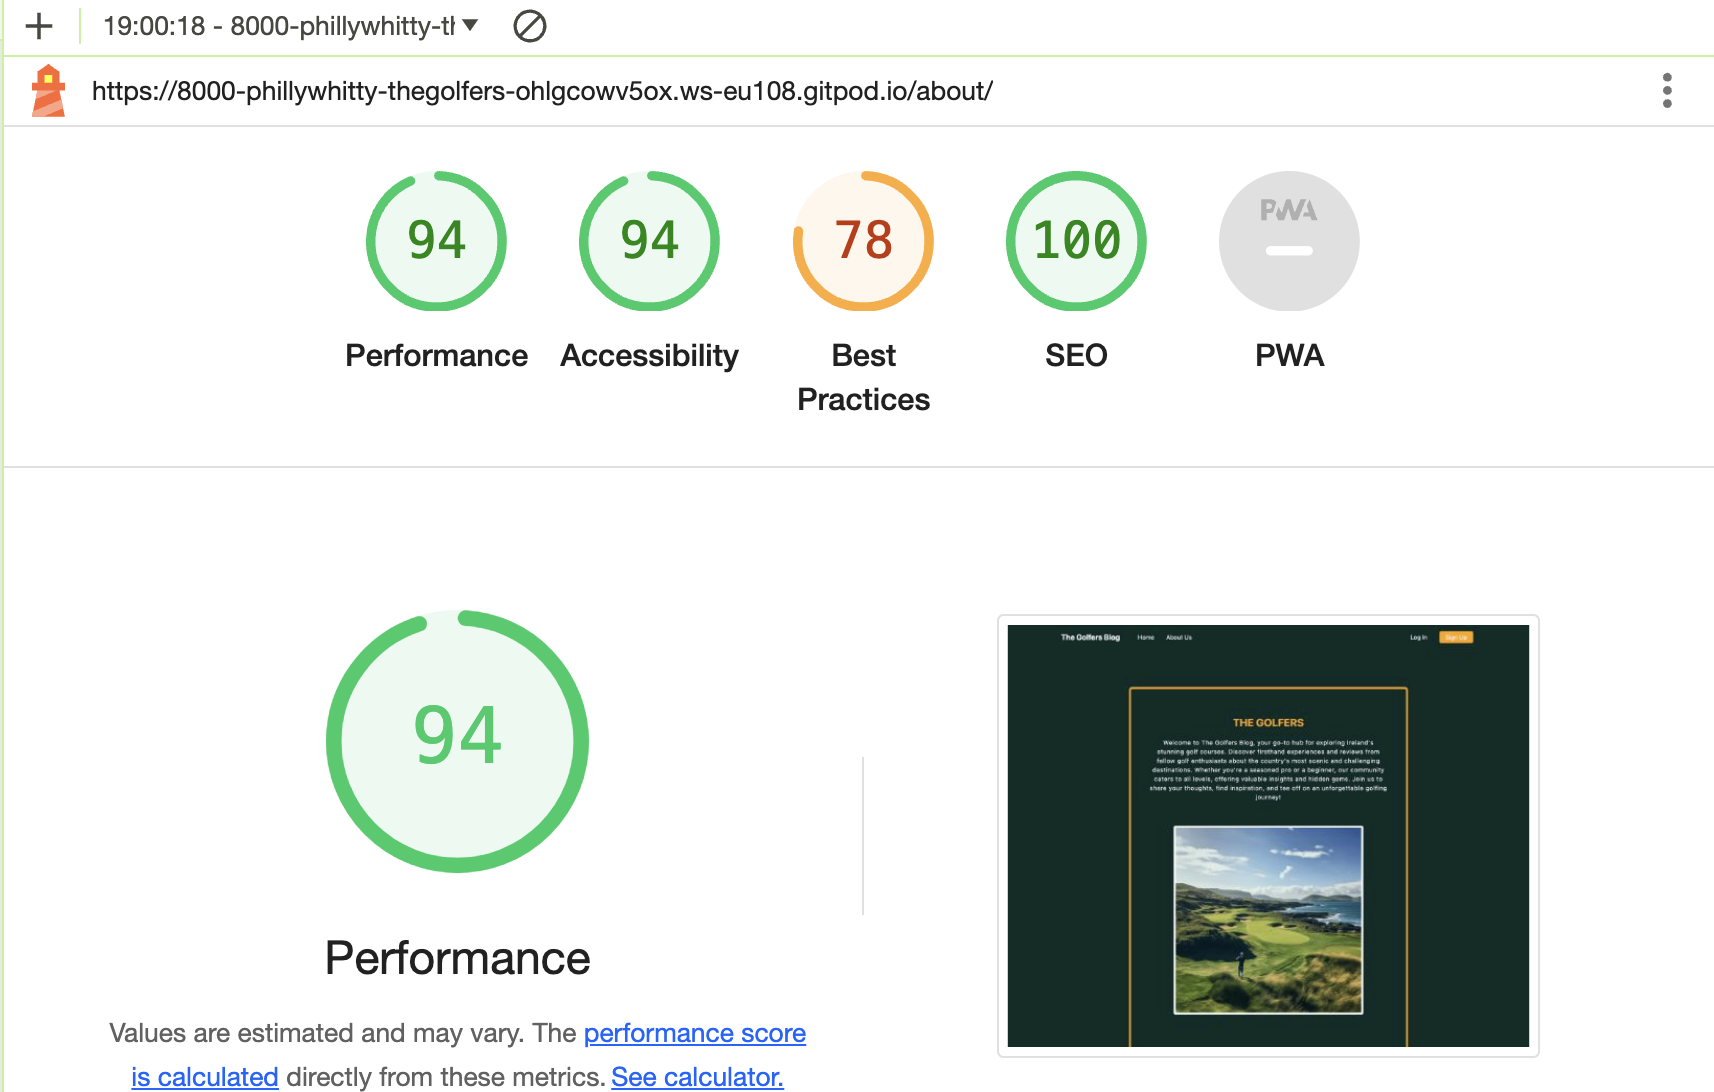 19:00:18 - 8000-phillywhitty-th
https://8000-phillywhitty-thegolfers-ohlgcowv5ox.ws-eu108.gitpod.io/about/
94
94
78
100
PWA
Performance
Accessibility
Best
Practices
SEO
PWA
94
Performance
Values are estimated and may vary. The performance score
is calculated directly from these metrics. See calculator.
The Golfers Blog Home About Us Log In Sign Up
THE GOLFERS
Welcome to The Golfers Blog, your go-to hub for exploring Ireland's
stunning golf courses. Discover firsthand experiences and reviews from
fellow golf enthusiasts about the country's most scenic and challenging
destinations. Whether you're a seasoned pro or a beginner, our community
caters to all levels, offering valuable insights and hidden gems. Join us to
share your thoughts, find inspiration, and tee off on an unforgettable golfing
journey!